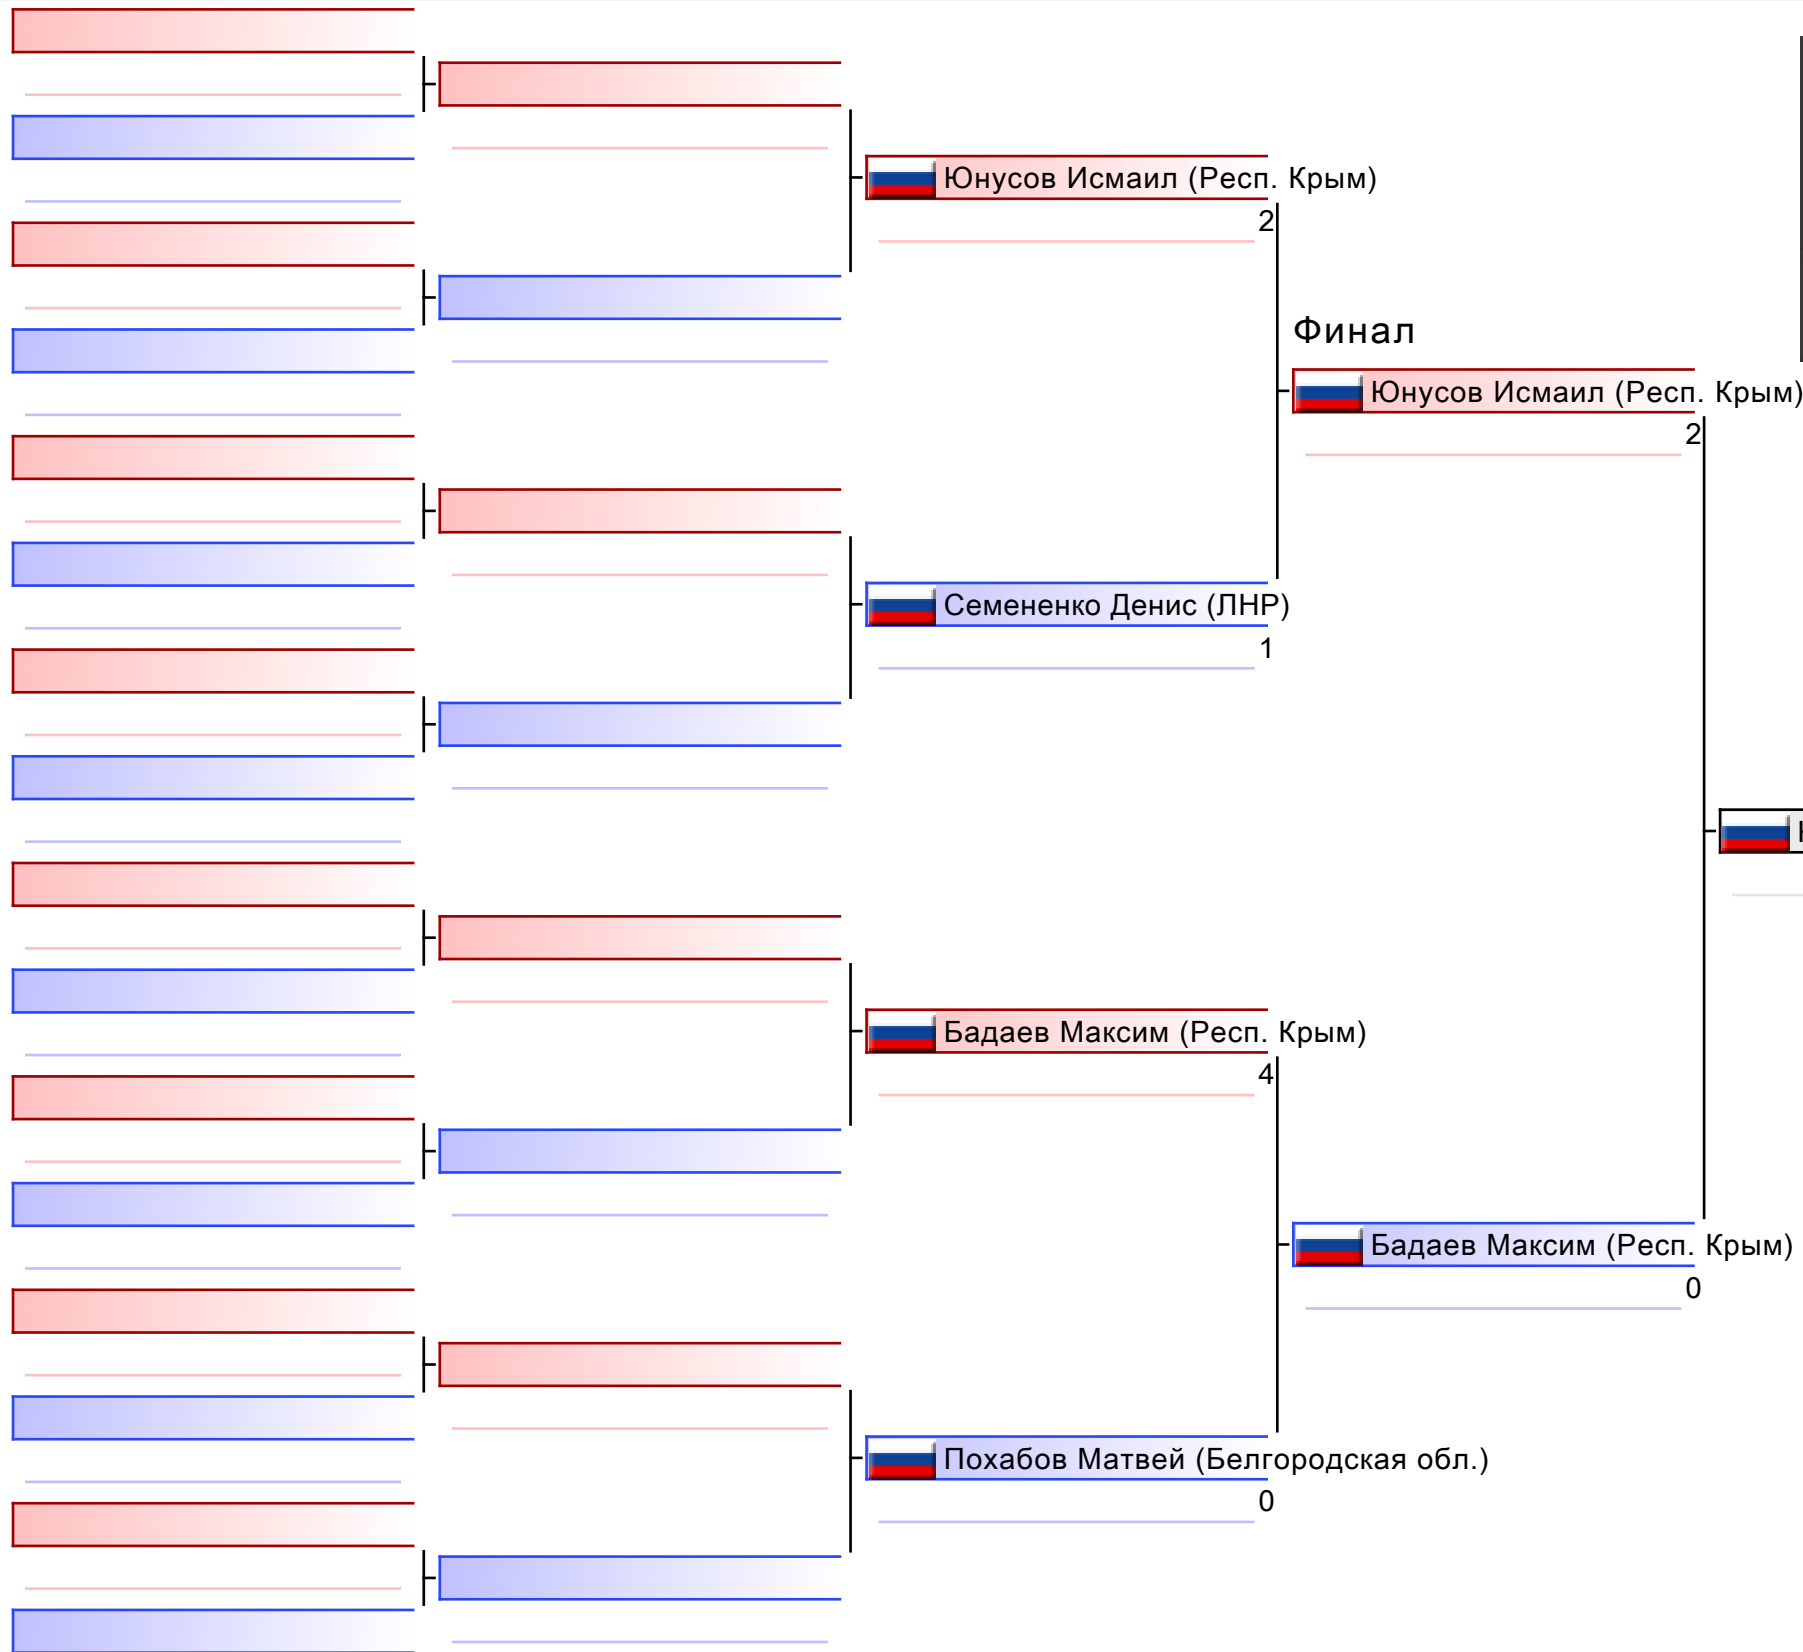 Юнусов Исмаил (Респ. Крым)
2
Финал
Юнусов Исмаил (Респ. Крым)
2
Семененко Денис (ЛНР)
1
Бадаев Максим (Респ. Крым)
4
Бадаев Максим (Респ. Крым)
0
Похабов Матвей (Белгородская обл.)
0